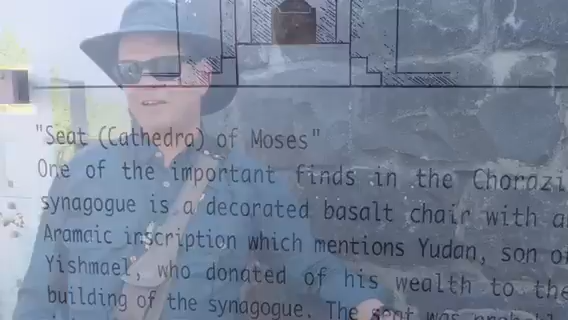 "Seat (Cathedra) of Moses"
One of the important finds in the Chorazi
synagogue is a decorated basalt chair with a
Aramaic inscription which mentions Yudan, son o
Yishmael, who donated of his wealth to the
building of the synagogue. The seat was probabl